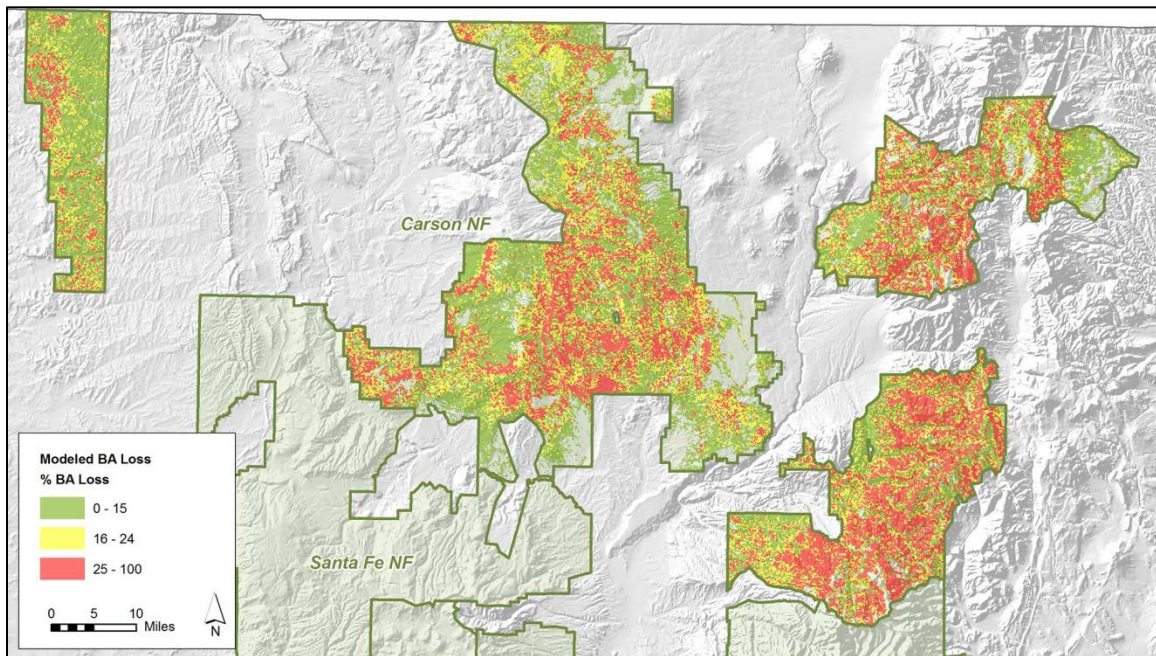 Carson NF
Santa Fe NF
Modeled BA Loss
% BA Loss
0 - 15
16 - 24
25 - 100
0 5 10
Miles
N